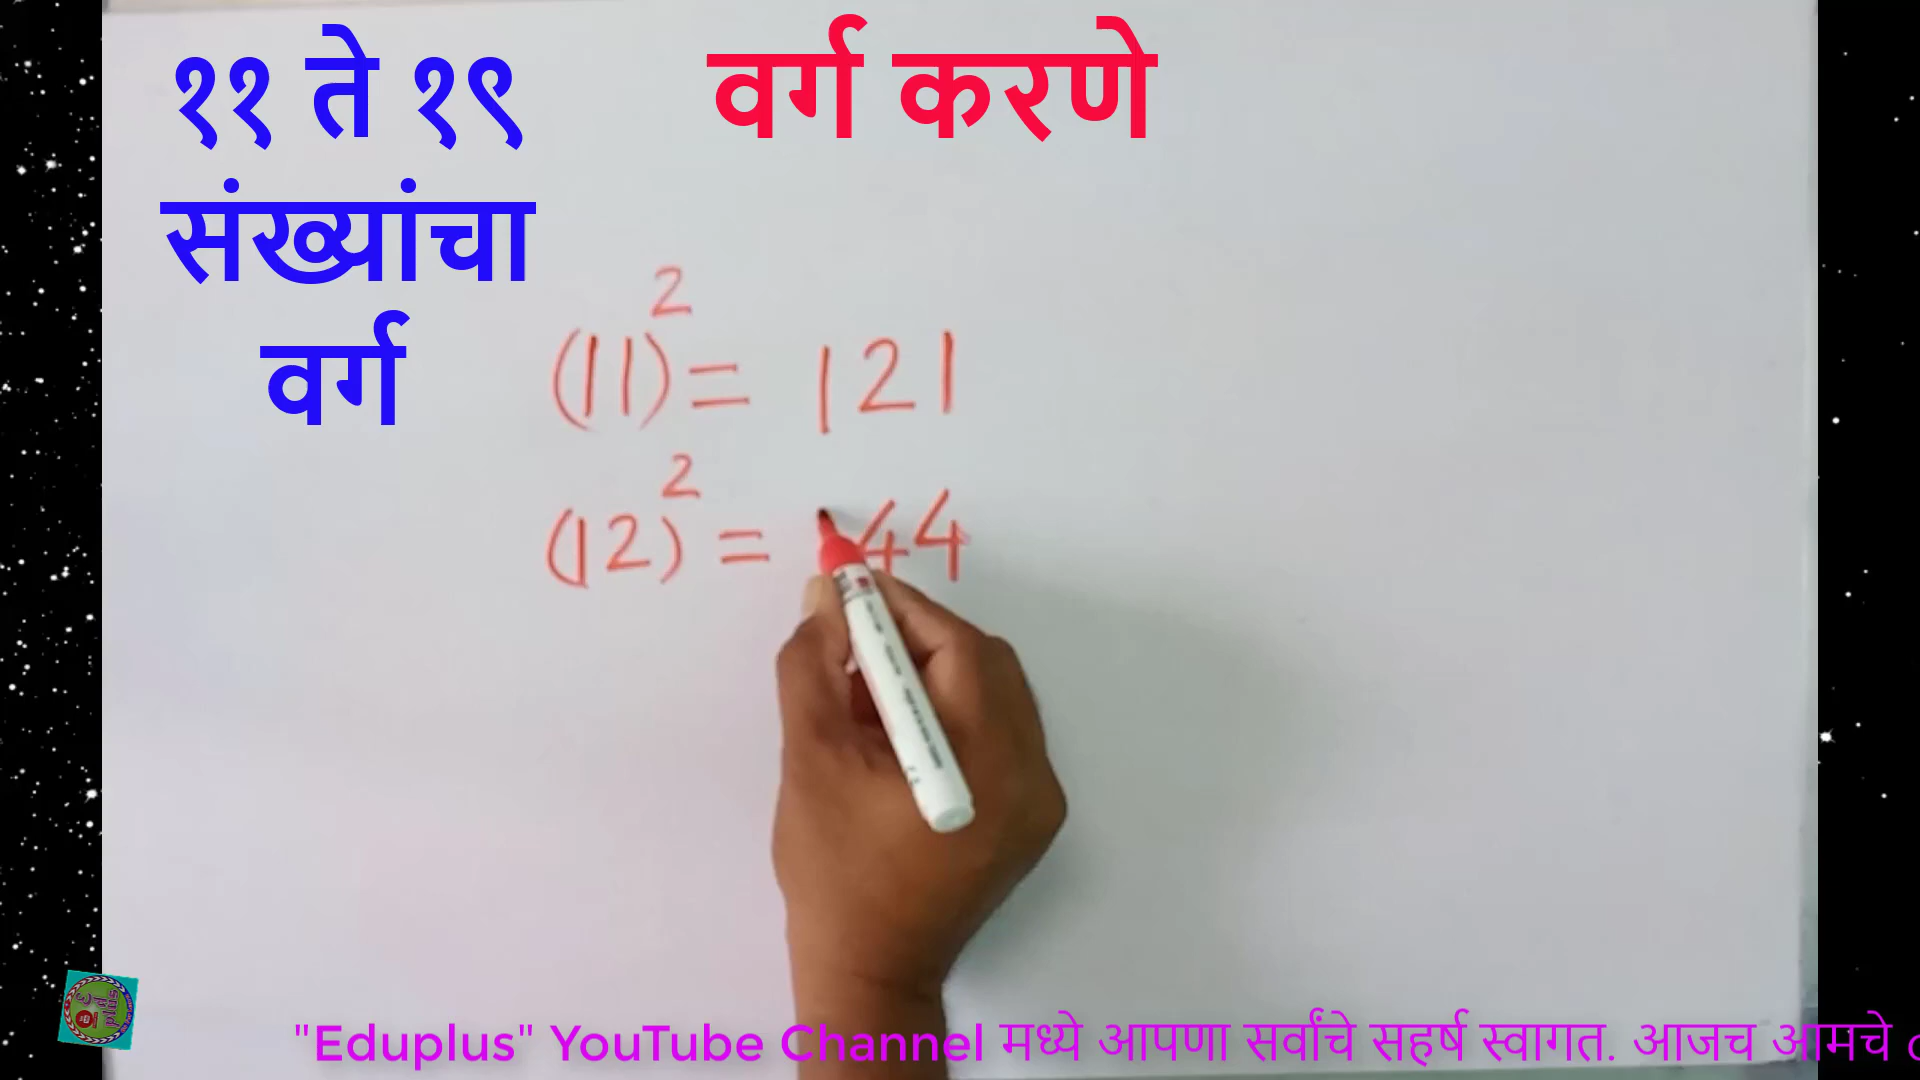 ११ ते १९
संख्यांचा
वर्ग
वर्ग करणे
(11)² = 121
(12)² = 44
"Eduplus" YouTube Channel मध्ये आपणा सर्वांचे सहर्ष स्वागत. आजच आमचे